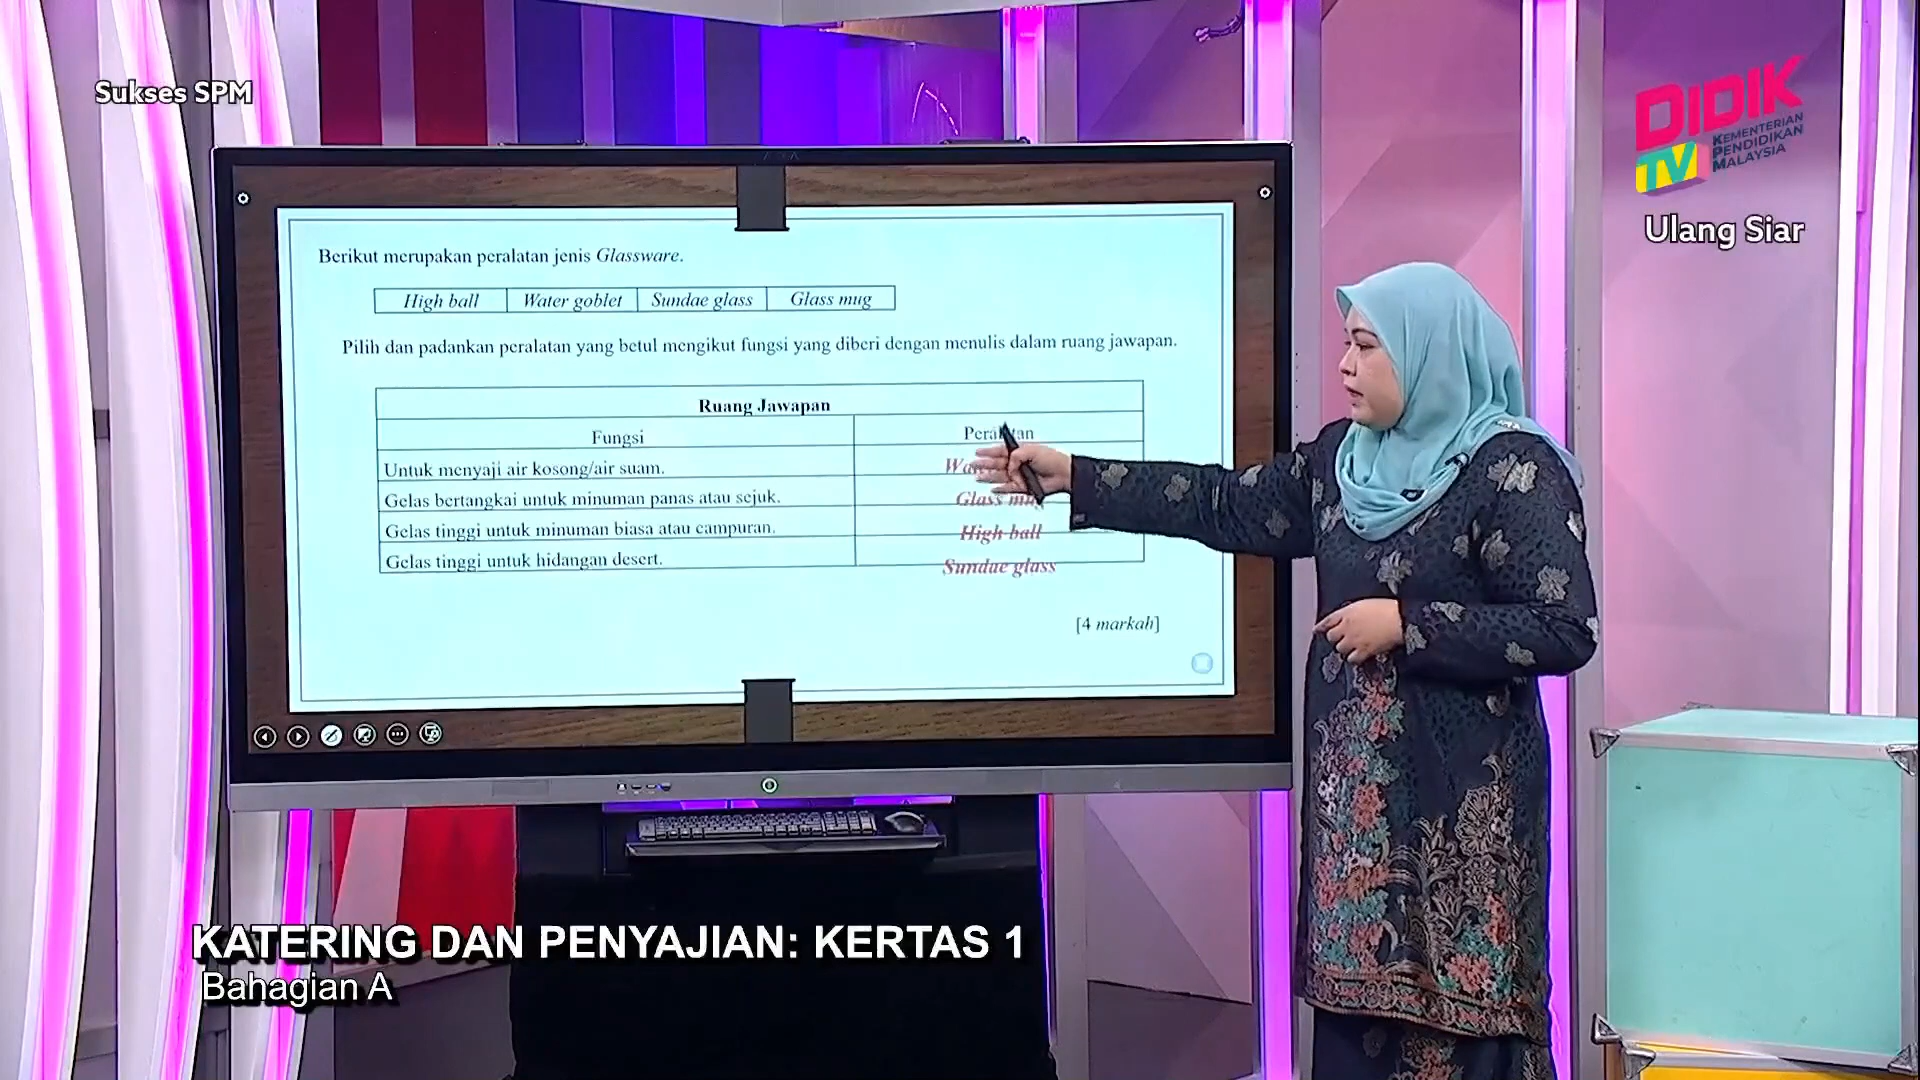 Sukses SPM
DIDIK
TV
KEMENTERIAN
PENDIDIKAN
MALAYSIA
Ulang Siar
Berikut merupakan peralatan jenis Glassware.
High ball Water goblet Sundae glass Glass mug
Pilih dan padankan peralatan yang betul mengikut fungsi yang diberi dengan menulis dalam ruang jawapan.
Ruang Jawapan
Fungsi
Untuk menyaji air kosong/air suam.
Gelas bertangkai untuk minuman panas atau sejuk. Glass mug
Gelas tinggi untuk minuman biasa atau campuran. High ball
Gelas tinggi untuk hidangan desert. Sundae glass
[4 markah]
KATERING DAN PENYAJIAN: KERTAS 1
Bahagian A